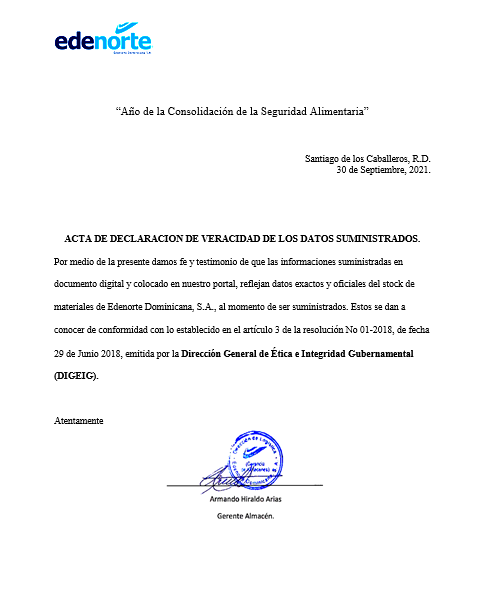 edenorte
“Año de la Consolidación de la Seguridad Alimentaria”
Santiago de los Caballeros, R.D.
30 de Septiembre, 2021.
ACTA DE DECLARACION DE VERACIDAD DE LOS DATOS SUMINISTRADOS.
Por medio de la presente damos fe y testimonio de que las informaciones suministradas en
documento digital y colocado en nuestro portal, reflejan datos exactos y oficiales del stock de
materiales de Edenorte Dominicana, S.A., al momento de ser suministrados. Estos se dan a
conocer de conformidad con lo establecido en el artículo 3 de la resolución No 01-2018, de fecha
29 de Junio 2018, emitida por la Dirección General de Ética e Integridad Gubernamental
(DIGEIG).
Atentamente
Armando Hiraldo Arias
Gerente Almacén.